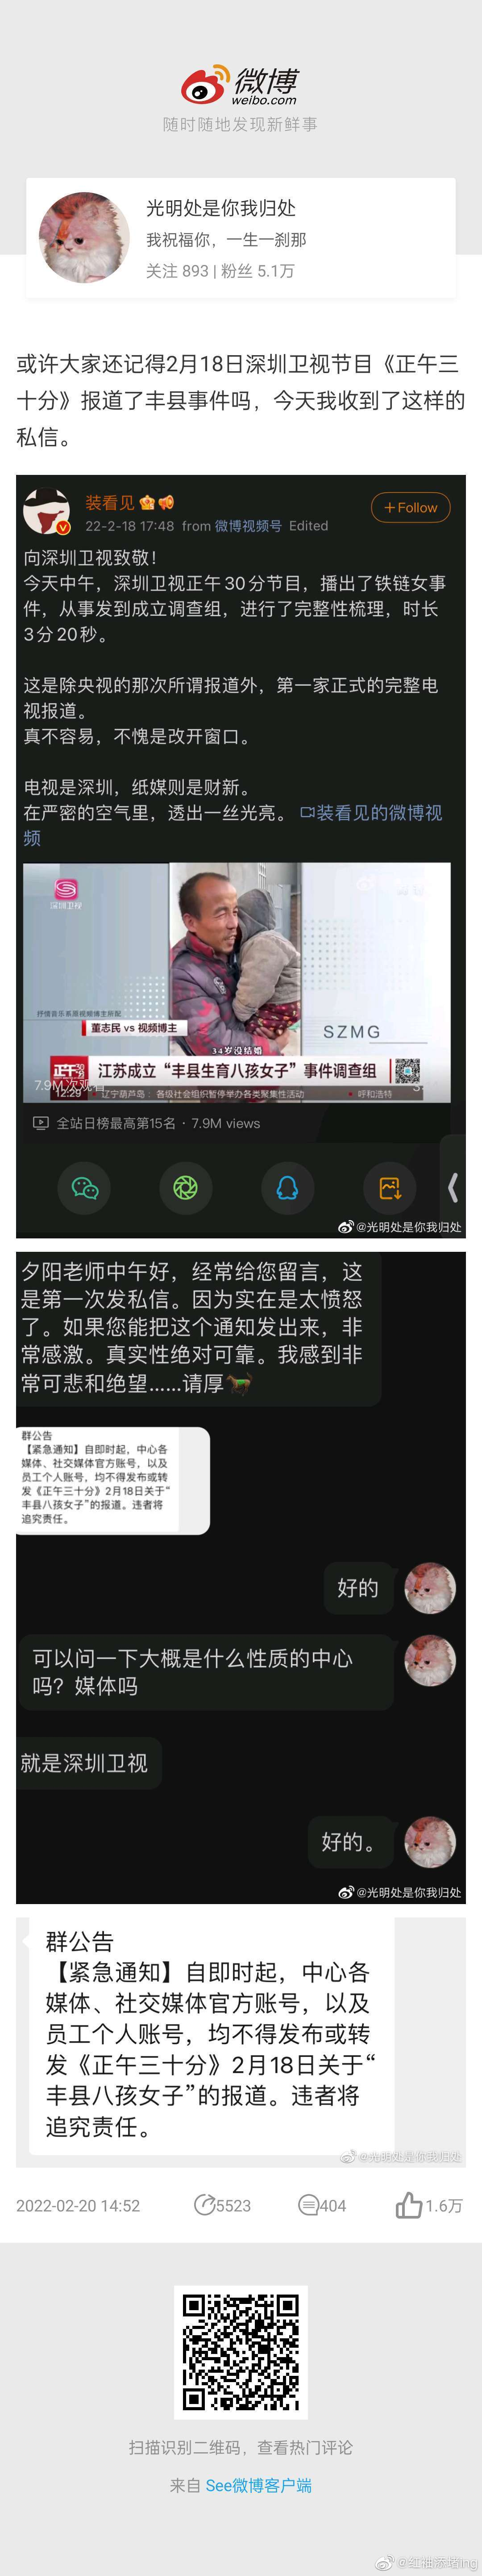 微博
weibo.com
随时随地发现新鲜事
光明处是你我归处
我祝福你，一生一刹那
关注 893 | 粉丝 5.1万
或许大家还记得2月18日深圳卫视节目《正午三
十分》报道了丰县事件吗，今天我收到了这样的
私信。
装看见
+Follow
22-2-18 17:48 from 微博视频号 Edited
向深圳卫视致敬！
今天中午，深圳卫视正午30分节目，播出了铁链女事
件，从事发到成立调查组，进行了完整性梳理，时长
3分20秒。
这是除央视的那次所谓报道外，第一家正式的完整电
视报道。
真不容易，不愧是改开窗口。
电视是深圳，纸媒则是财新。
在严密的空气里，透出一丝光亮。 装看见的微博视
频
深圳卫视
抒情音乐系周视频博主所配
董志民 vs 视频博主
SZMG
34岁没结婚
正午30
江苏成立“丰县生育八孩女子”事件调查组
7.9M次观看
12:29
辽宁葫芦岛：各级社会组织暂停举办各类聚集性活动
呼和浩特
全站日榜最高第15名 · 7.9M views
@光明处是你我归处
夕阳老师中午好，经常给您留言，这
是第一次发私信。因为实在是太愤怒
了。如果您能把这个通知发出来，非
常感激。真实性绝对可靠。我感到非
常可悲和绝望……请厚
群公告
【紧急通知】自即时起，中心各
媒体、社交媒体官方账号，以及
员工个人账号，均不得发布或转
发《正午三十分》2月18日关于“
丰县八孩女子”的报道。违者将
追究责任。
好的
可以问一下大概是什么性质的中心
吗？媒体吗
就是深圳卫视
好的。
@光明处是你我归处
群公告
【紧急通知】自即时起，中心各
媒体、社交媒体官方账号，以及
员工个人账号，均不得发布或转
发《正午三十分》2月18日关于“
丰县八孩女子”的报道。违者将
追究责任。
@光明处是你我归处
2022-02-20 14:52
5523
404
1.6万
扫描识别二维码，查看热门评论
来自 See微博客户端